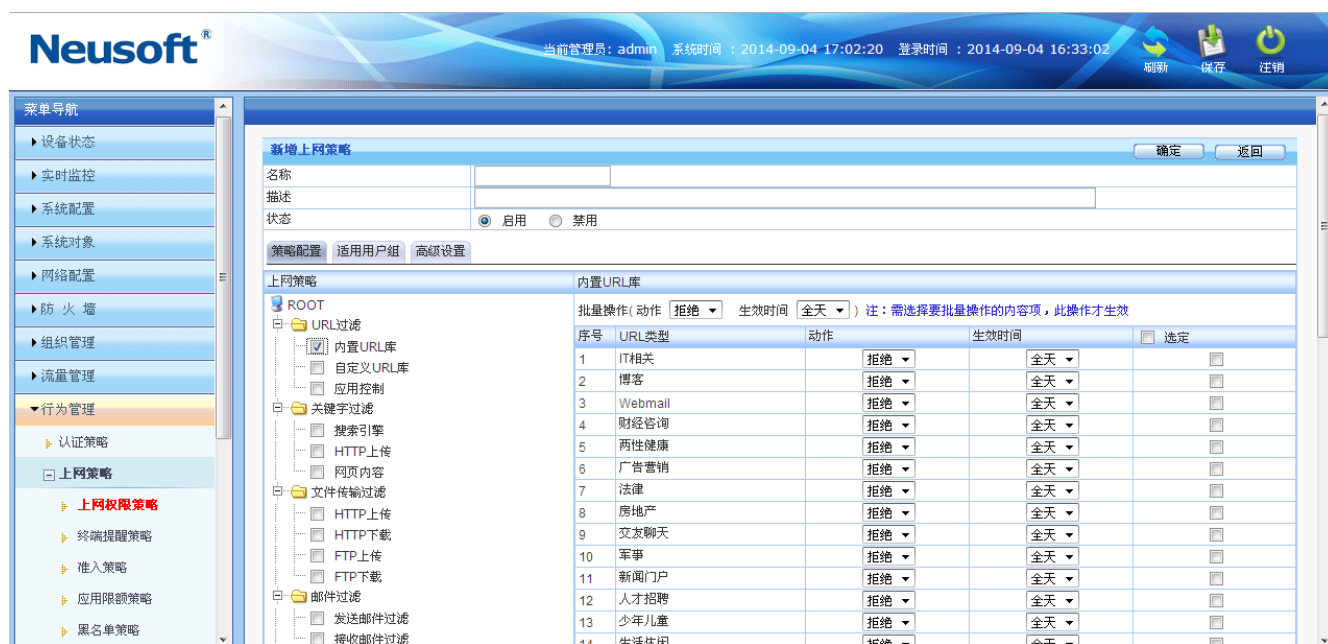 Neusoft®
当前管理员: admin 系统时间 : 2014-09-04 17:02:20 登录时间 : 2014-09-04 16:33:02
刷新 保存 注销
菜单导航
设备状态
实时监控
系统配置
系统对象
网络配置
防 火 墙
组织管理
流量管理
行为管理
认证策略
上网策略
上网权限策略
终端提醒策略
准入策略
应用限额策略
黑名单策略
新增上网策略 确定 返回
名称
描述
状态 启用 禁用
策略配置 适用用户组 高级设置
上网策略
ROOT
URL过滤
内置URL库
自定义URL库
应用控制
关键字过滤
搜索引擎
HTTP上传
网页内容
文件传输过滤
HTTP上传
HTTP下载
FTP上传
FTP下载
邮件过滤
发送邮件过滤
接收邮件过滤
内置URL库
批量操作(动作 拒绝 生效时间 全天 ) 注：需选择要批量操作的内容项，此操作才生效
序号 URL类型 动作 生效时间 选定
1 IT相关 拒绝 全天
2 博客 拒绝 全天
3 Webmail 拒绝 全天
4 财经咨询 拒绝 全天
5 两性健康 拒绝 全天
6 广告营销 拒绝 全天
7 法律 拒绝 全天
8 房地产 拒绝 全天
9 交友聊天 拒绝 全天
10 军事 拒绝 全天
11 新闻门户 拒绝 全天
12 人才招聘 拒绝 全天
13 少年儿童 拒绝 全天
14 生活休闲 拒绝 全天